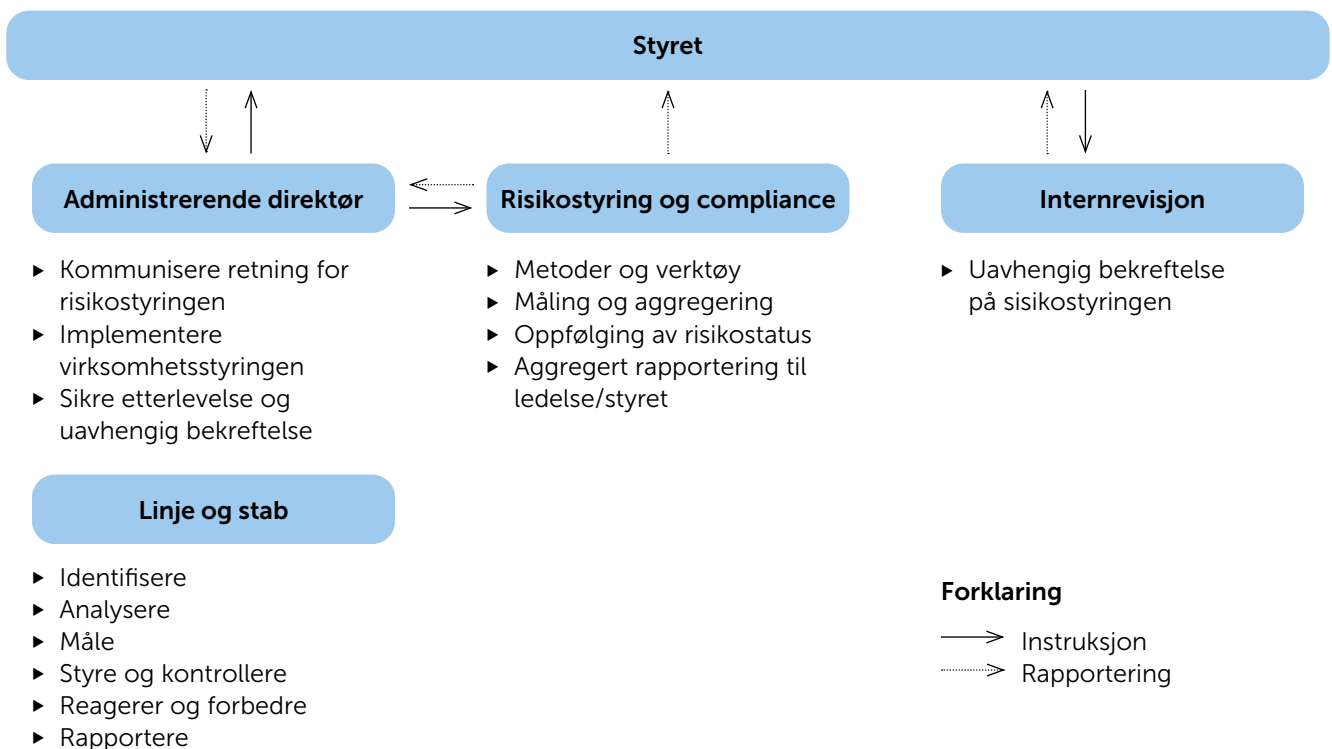 Styret
Administrerende direktør
Risikostyring og compliance
Internrevisjon
▸ Kommunisere retning for
risikostyringen
▸ Implementere
virksomhetsstyringen
▸ Sikre etterlevelse og
uavhengig bekreftelse
▸ Metoder og verktøy
▸ Måling og aggregering
▸ Oppfølging av risikostatus
▸ Aggregert rapportering til
ledelse/styret
▸ Uavhengig bekreftelse
på sisikostyringen
Linje og stab
▸ Identifisere
▸ Analysere
▸ Måle
▸ Styre og kontrollere
▸ Reagerer og forbedre
▸ Rapportere
Forklaring
Instruksjon
Rapportering